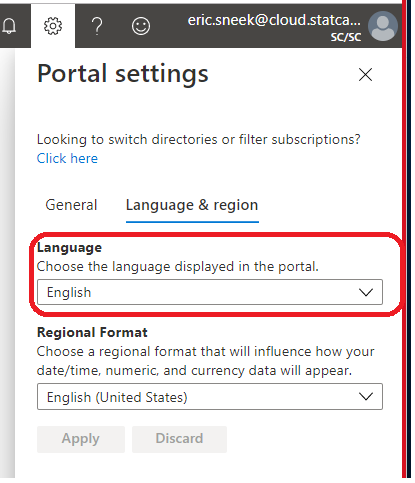 eric.sneek@cloud.statca...
SC/SC
Portal settings
Looking to switch directories or filter subscriptions?
Click here
General
Language & region
Language
Choose the language displayed in the portal.
English
Regional Format
Choose a regional format that will influence how your
date/time, numeric, and currency data will appear.
English (United States)
Apply
Discard